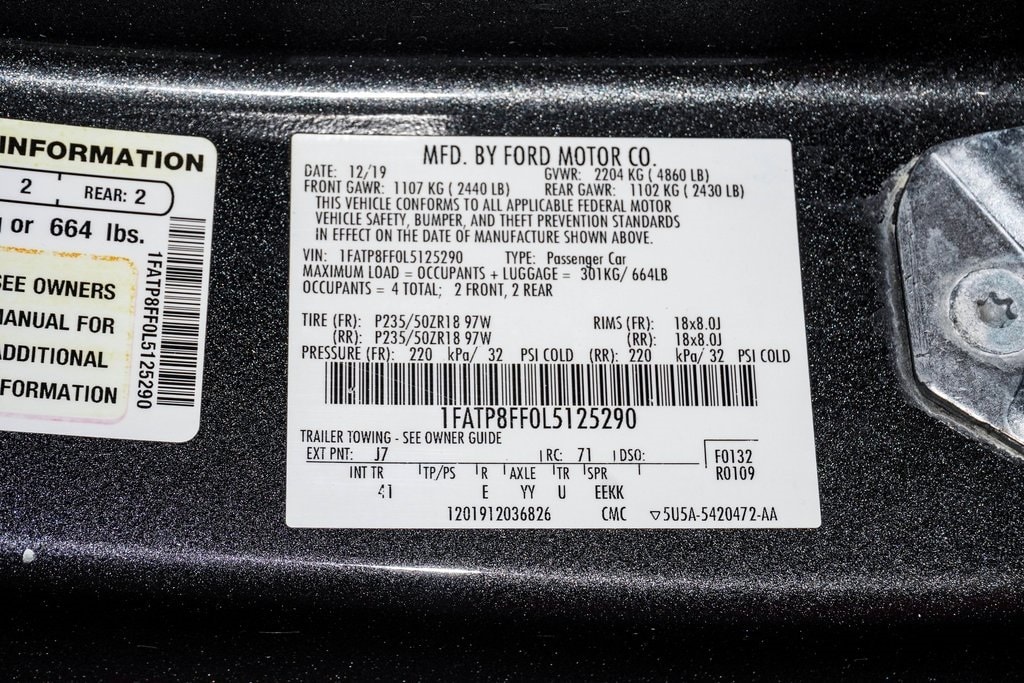 INFORMATION
2 REAR: 2
or 664 lbs.
SEE OWNERS
MANUAL FOR
ADDITIONAL
INFORMATION
1FATP8FF0L5125290
MFD. BY FORD MOTOR CO.
DATE: 12/19 GVWR: 2204 KG ( 4860 LB)
FRONT GAWR: 1107 KG ( 2440 LB) REAR GAWR: 1102 KG ( 2430 LB)
THIS VEHICLE CONFORMS TO ALL APPLICABLE FEDERAL MOTOR
VEHICLE SAFETY, BUMPER, AND THEFT PREVENTION STANDARDS
IN EFFECT ON THE DATE OF MANUFACTURE SHOWN ABOVE.
VIN: 1FATP8FF0L5125290 TYPE: Passenger Car
MAXIMUM LOAD = OCCUPANTS + LUGGAGE = 301KG/ 664LB
OCCUPANTS = 4 TOTAL; 2 FRONT, 2 REAR
TIRE (FR): P235/50ZR18 97W RIMS (FR): 18x8.0J
(RR): P235/50ZR18 97W (RR): 18x8.0J
PRESSURE (FR): 220 kPa/ 32 PSI COLD (RR): 220 kPa/ 32 PSI COLD
1FATP8FF0L5125290
TRAILER TOWING - SEE OWNER GUIDE
EXT PNT: J7 RC: 71 DSO: F0132
INT TR TP/PS R AXLE TR SPR R0109
41 E YY U EEKK
1201912036826 CMC ▽5U5A-5420472-AA